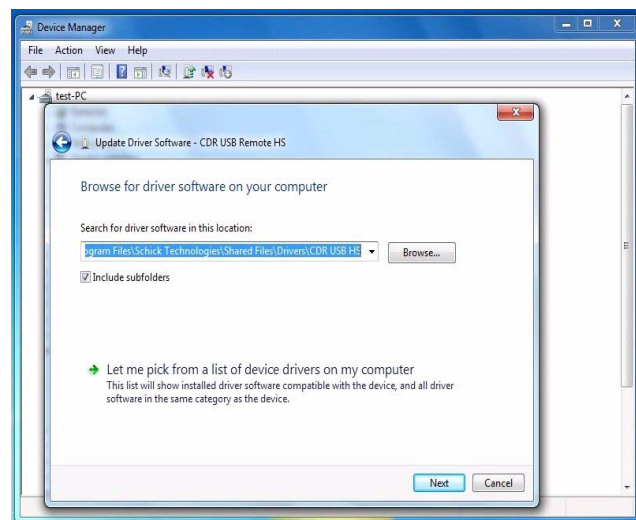 Device Manager
File Action View Help
test-PC
Update Driver Software - CDR USB Remote HS
Browse for driver software on your computer
Search for driver software in this location:
ogram Files\Schick Technologies\Shared Files\Drivers\CDR USB HS
Browse...
Include subfolders
Let me pick from a list of device drivers on my computer
This list will show installed driver software compatible with the device, and all driver
software in the same category as the device.
Next Cancel